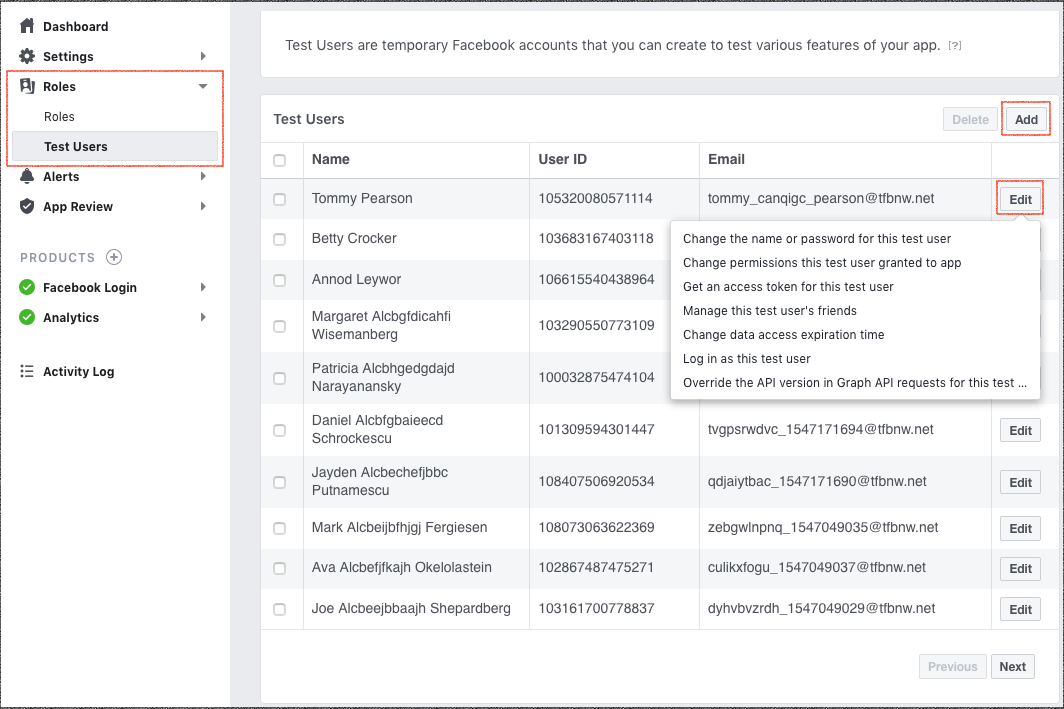 Dashboard
Settings
Roles
Roles
Test Users
Alerts
App Review
PRODUCTS
Facebook Login
Analytics
Activity Log
Test Users are temporary Facebook accounts that you can create to test various features of your app. [?]
Test Users Delete Add
Name User ID Email
Tommy Pearson 105320080571114 tommy_canqigc_pearson@tfbnw.net Edit
Betty Crocker 103683167403118
Annod Leywor 106615540438964
Margaret Alcbgfdicahfi
Wisemanberg 103290550773109
Patricia Alcbhgedgdajd
Narayanansky 100032875474104
Change the name or password for this test user
Change permissions this test user granted to app
Get an access token for this test user
Manage this test user's friends
Change data access expiration time
Log in as this test user
Override the API version in Graph API requests for this test ...
Daniel Alcbfgbaieecd
Schrockescu 101309594301447 tvgpsrwdvc_1547171694@tfbnw.net Edit
Jayden Alcbechefjbbc
Putnamescu 108407506920534 qdjaiytbac_1547171690@tfbnw.net Edit
Mark Alcbeijbfhjgj Fergiesen 108073063622369 zebgwlnpnq_1547049035@tfbnw.net Edit
Ava Alcbefjfkajh Okelolastein 102867487475271 culikxfogu_1547049037@tfbnw.net Edit
Joe Alcbeejbbaajh Shepardberg 103161700778837 dyhvbvzrdh_1547049029@tfbnw.net Edit
Previous Next